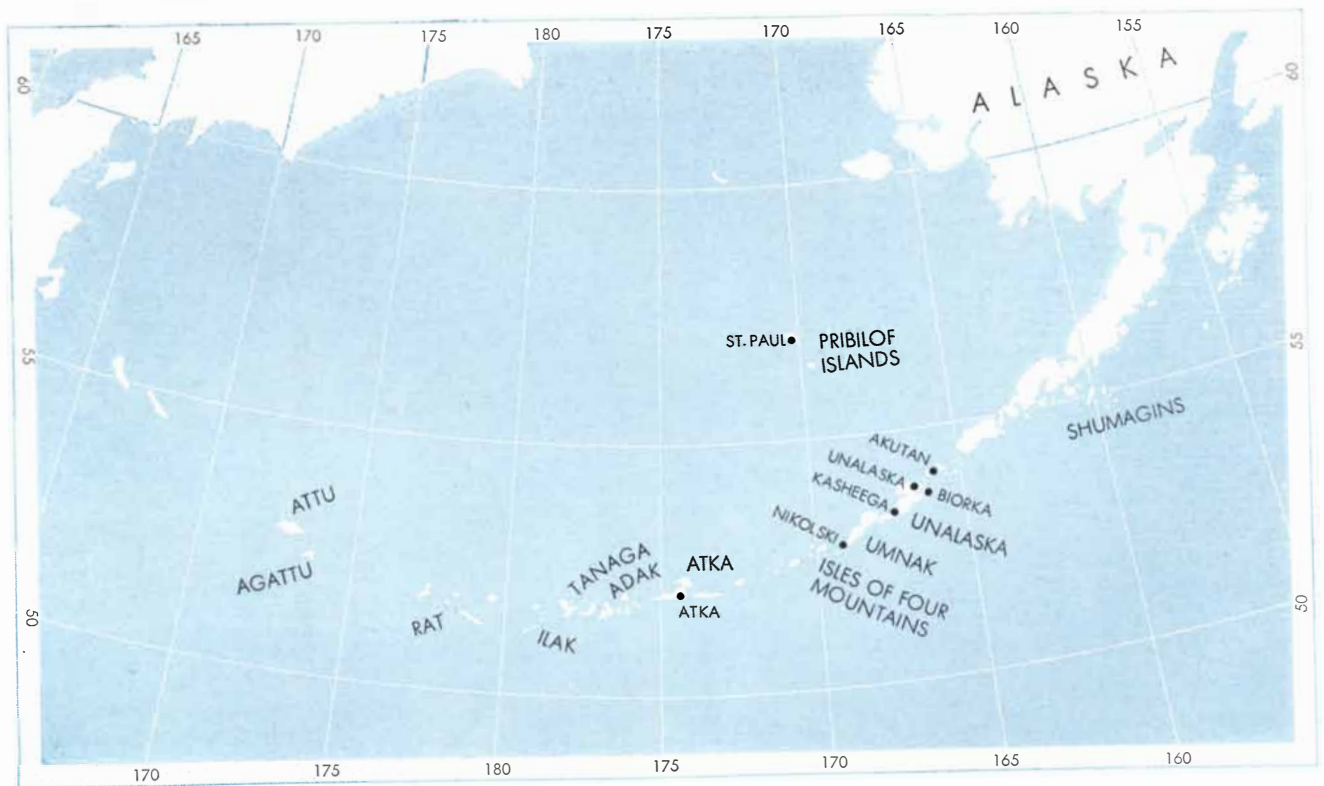 165 170 175 180 175 170 165 160 155
60
60
ALASKA
ST. PAUL
PRIBILOF
ISLANDS
55
55
SHUMAGINS
AKUTAN
UNALASKA
BIORKA
KASHEEGA
UNALASKA
NIKOLSKI
UMNAK
ISLES OF FOUR
MOUNTAINS
ATTU
AGATTU
RAT
ILAK
TANAGA
ADAK
ATKA
ATKA
50
50
170 175 180 175 170 165 160